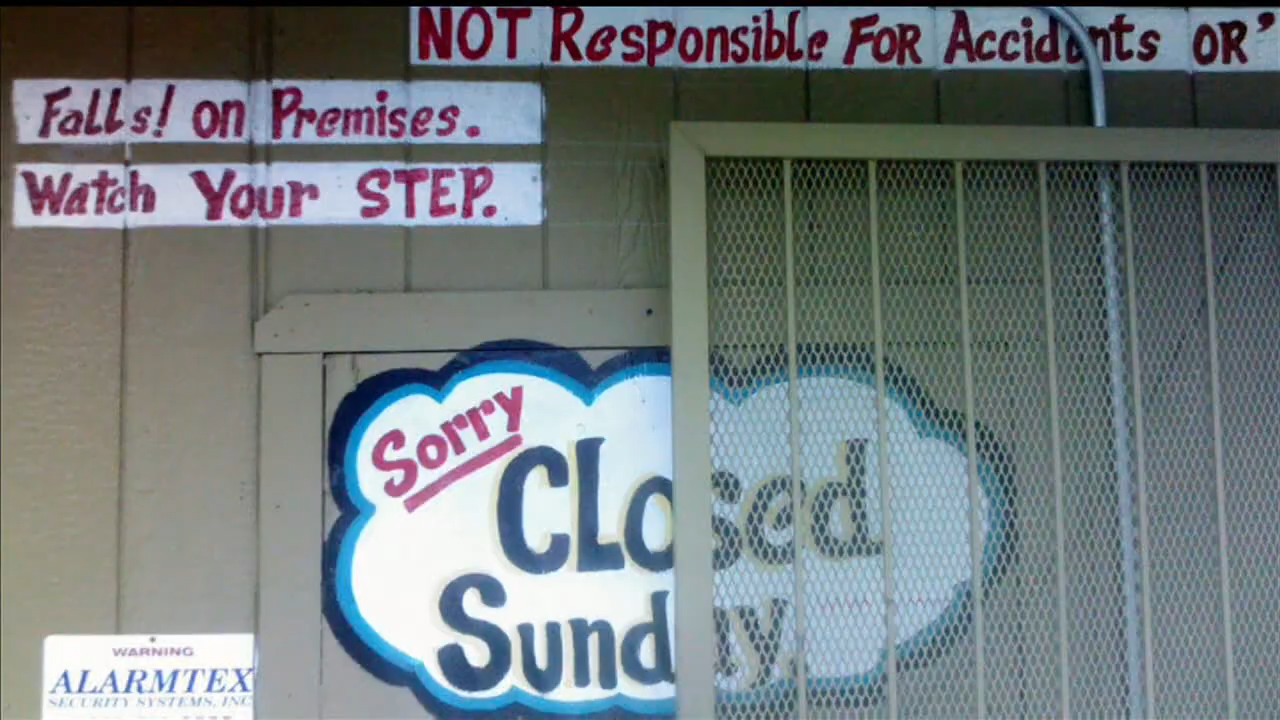 NOT Responsible FOR Accidents OR'
Falls! on Premises.
Watch Your STEP.
Sorry
CLosed
Sunday.
WARNING
ALARMTEX
SECURITY SYSTEMS, INC